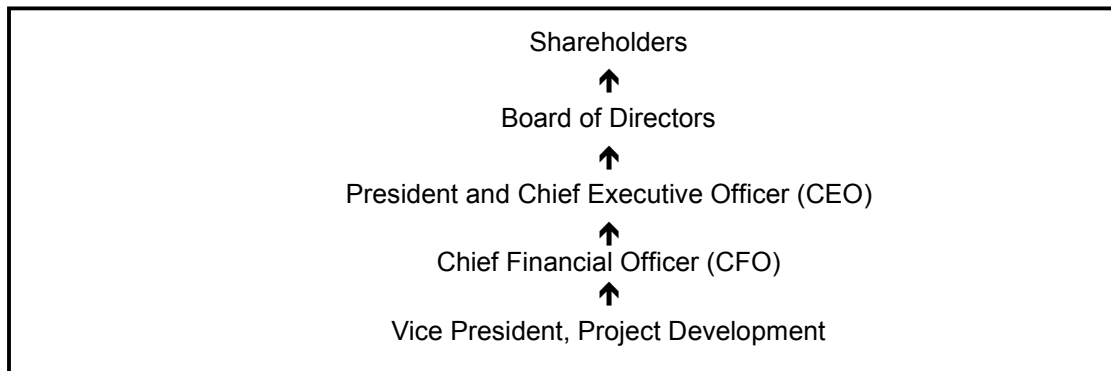 Shareholders
Board of Directors
President and Chief Executive Officer (CEO)
Chief Financial Officer (CFO)
Vice President, Project Development